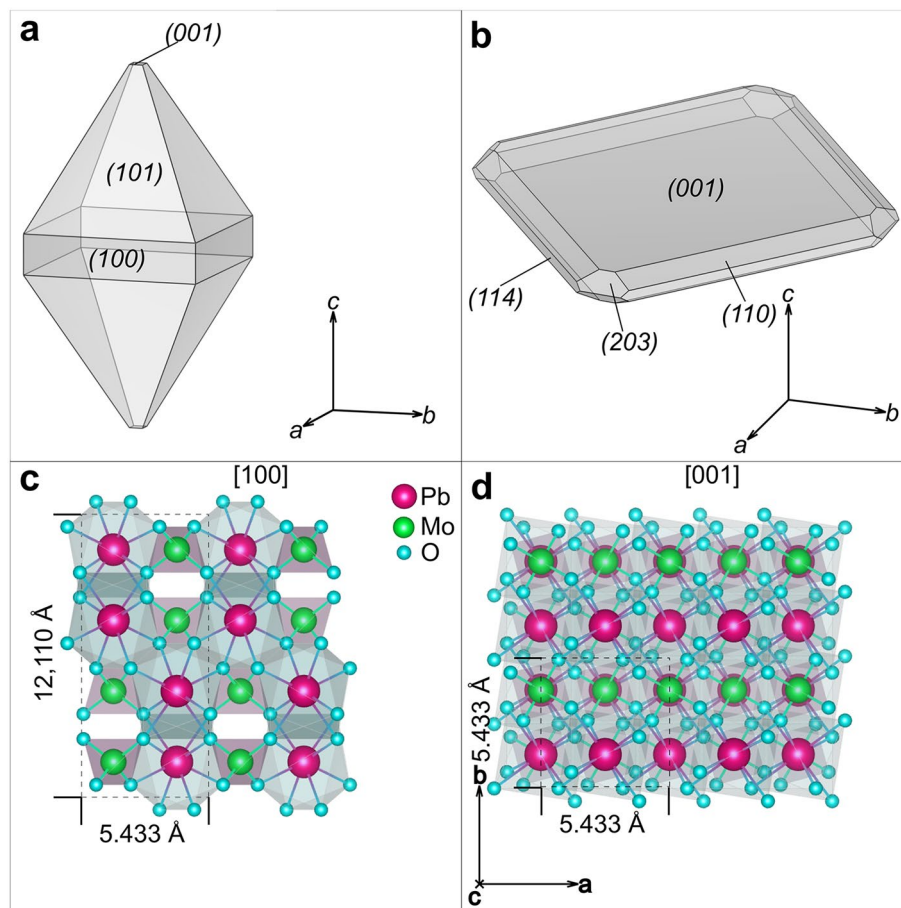 a
(001)
(101)
(100)
c
b
a
b
(001)
(114)
(203)
(110)
c
b
a
c
[100]
Pb
Mo
O
12,110 Å
5.433 Å
d
[001]
5.433 Å
5.433 Å
b
a
c